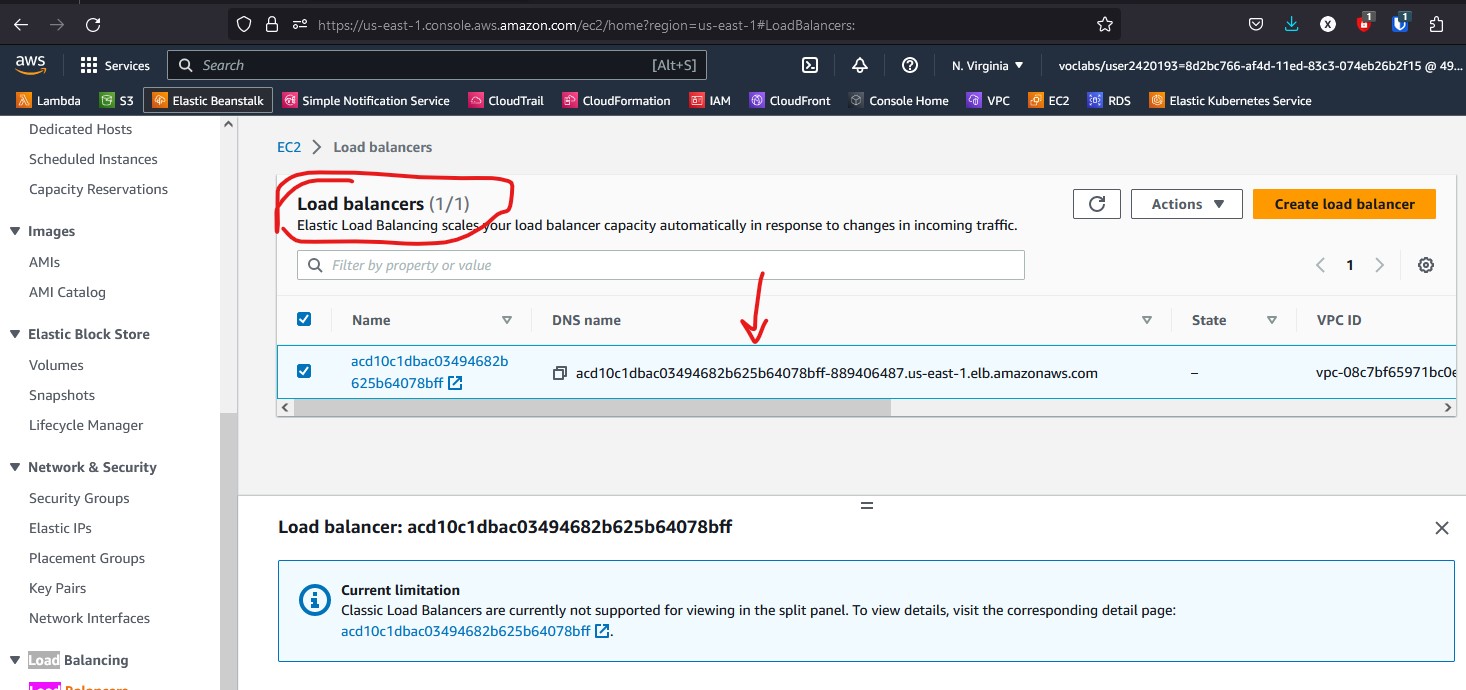 https://us-east-1.console.aws.amazon.com/ec2/home?region=us-east-1#LoadBalancers:
1
1
aws
Services
Search
[Alt+S]
N. Virginia
voclabs/user2420193=8d2bc766-af4d-11ed-83c3-074eb26b2f15 @ 49...
Lambda
S3
Elastic Beanstalk
Simple Notification Service
CloudTrail
CloudFormation
IAM
CloudFront
Console Home
VPC
EC2
RDS
Elastic Kubernetes Service
Dedicated Hosts
Scheduled Instances
Capacity Reservations
Images
AMIs
AMI Catalog
Elastic Block Store
Volumes
Snapshots
Lifecycle Manager
Network & Security
Security Groups
Elastic IPs
Placement Groups
Key Pairs
Network Interfaces
Load Balancing
Load Balancers
EC2 > Load balancers
Load balancers (1/1)
Elastic Load Balancing scales your load balancer capacity automatically in response to changes in incoming traffic.
Actions
Create load balancer
Filter by property or value
1
Name
DNS name
State
VPC ID
acd10c1dbac03494682b
625b64078bff
acd10c1dbac03494682b625b64078bff-889406487.us-east-1.elb.amazonaws.com
–
vpc-08c7bf65971bc0e
Load balancer: acd10c1dbac03494682b625b64078bff
Current limitation
Classic Load Balancers are currently not supported for viewing in the split panel. To view details, visit the corresponding detail page:
acd10c1dbac03494682b625b64078bff.